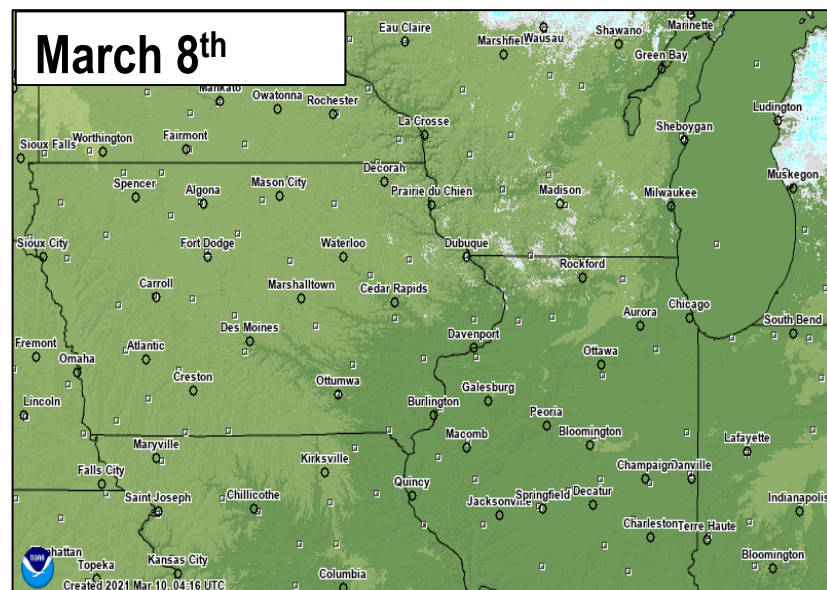 March 8th
Eau Claire
Marshfield
Wausau
Shawano
Marinette
Green Bay
Mankato
Owatonna
Rochester
Ludington
La Crosse
Sheboygan
Sioux Falls
Worthington
Fairmont
Decorah
Muskegon
Spencer
Algona
Mason City
Prairie du Chien
Madison
Milwaukee
Sioux City
Fort Dodge
Waterloo
Dubuque
Rockford
Carroll
Marshalltown
Cedar Rapids
Aurora
Chicago
South Bend
Des Moines
Davenport
Fremont
Omaha
Atlantic
Ottawa
Creston
Ottumwa
Galesburg
Lincoln
Burlington
Peoria
Bloomington
Maryville
Macomb
Lafayette
Falls City
Kirksville
Champaign
Danville
Quincy
Saint Joseph
Chillicothe
Jacksonville
Springfield
Decatur
Indianapolis
Charleston
Terre Haute
NOAA
Topeka
Kansas City
Columbia
Bloomington
Created 2021 Mar 10, 04:16 UTC